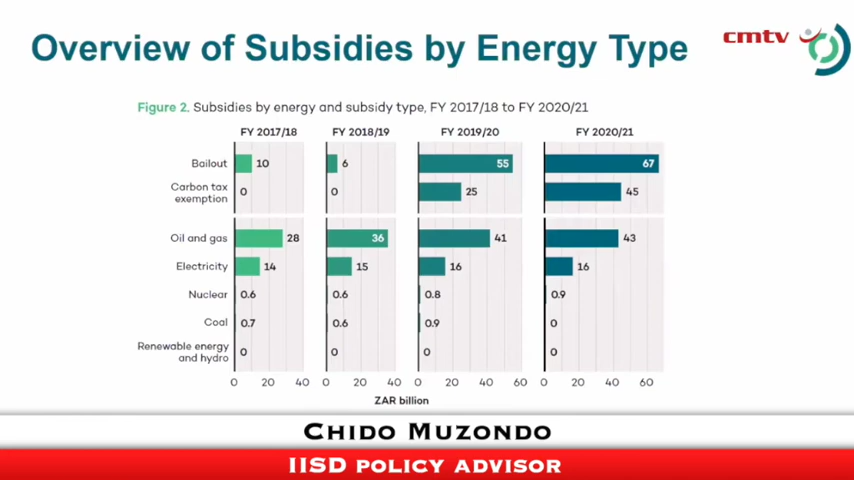 Overview of Subsidies by Energy Type
cmtv
Figure 2. Subsidies by energy and subsidy type, FY 2017/18 to FY 2020/21
FY 2017/18 FY 2018/19 FY 2019/20 FY 2020/21
Bailout 10 6 55 67
Carbon tax
exemption 0 0 25 45
Oil and gas 28 36 41 43
Electricity 14 15 16 16
Nuclear 0.6 0.6 0.8 0.9
Coal 0.7 0.6 0.9 0
Renewable energy
and hydro 0 0 0 0
0 20 40 0 20 40 0 20 40 60 0 20 40 60
ZAR billion
Chido Muzondo
IISD policy advisor